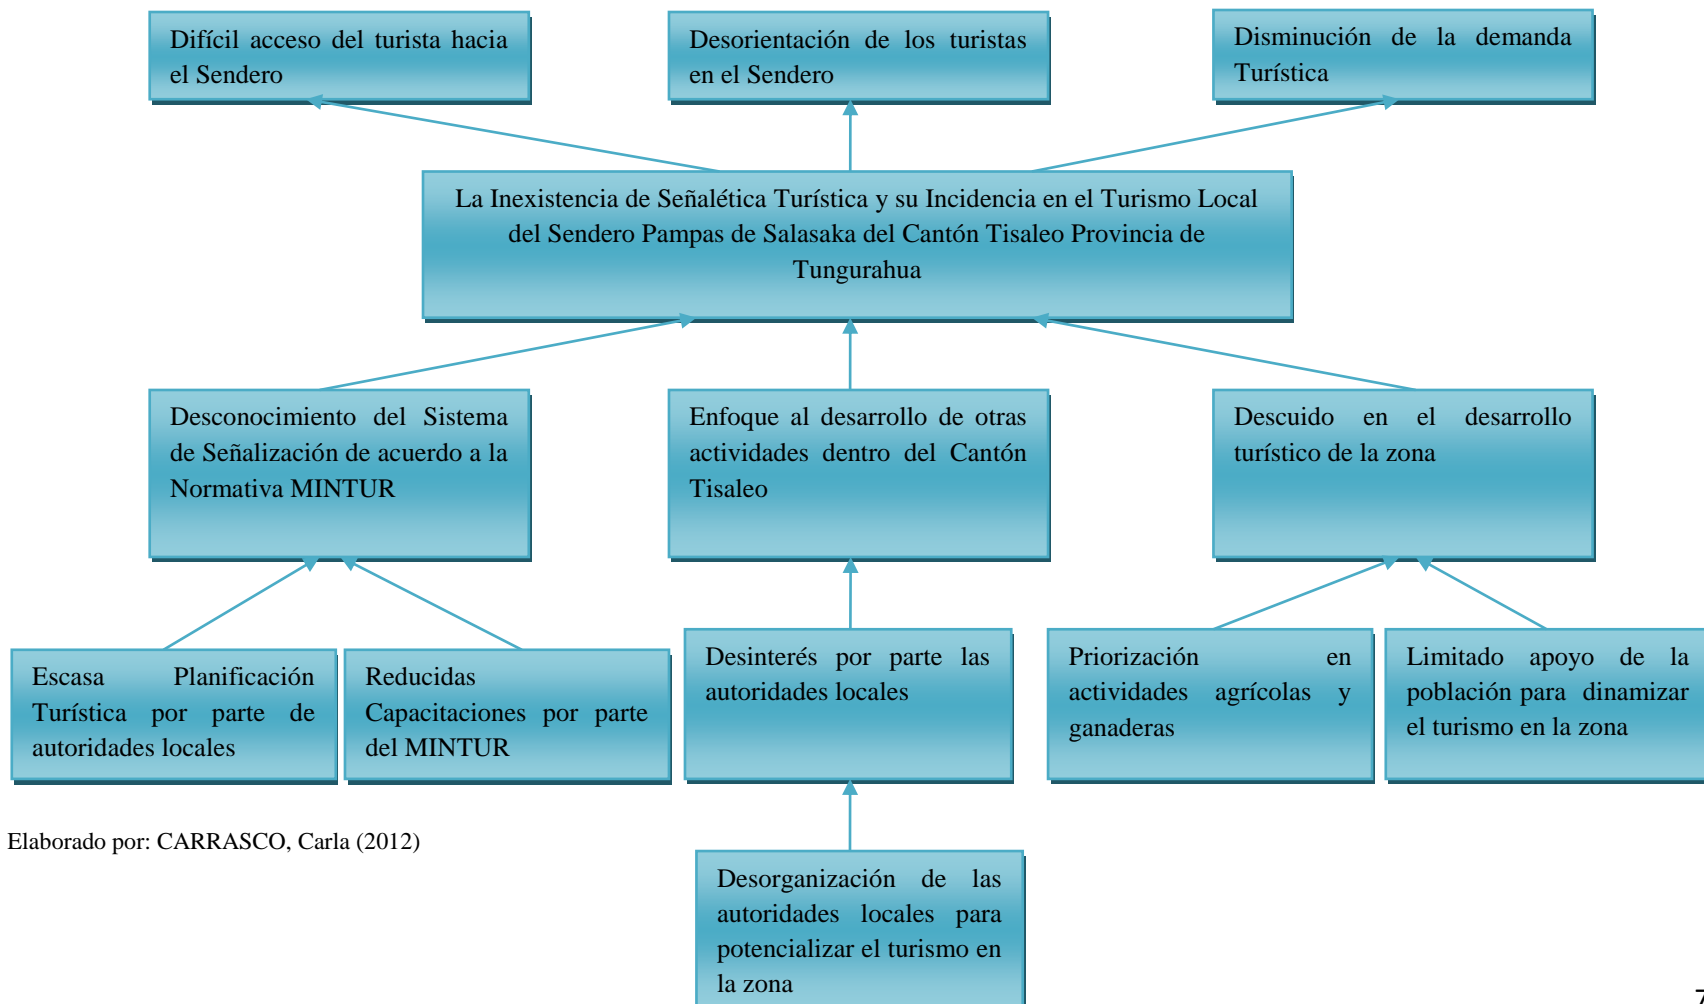 Difícil acceso del turista hacia
el Sendero
Desorientación de los turistas
en el Sendero
Disminución de la demanda
Turística
La Inexistencia de Señalética Turística y su Incidencia en el Turismo Local
del Sendero Pampas de Salasaka del Cantón Tisaleo Provincia de
Tungurahua
Desconocimiento del Sistema
de Señalización de acuerdo a la
Normativa MINTUR
Enfoque al desarrollo de otras
actividades dentro del Cantón
Tisaleo
Descuido en el desarrollo
turístico de la zona
Escasa Planificación
Turística por parte de
autoridades locales
Reducidas
Capacitaciones por parte
del MINTUR
Desinterés por parte las
autoridades locales
Priorización en
actividades agrícolas y
ganaderas
Limitado apoyo de la
población para dinamizar
el turismo en la zona
Elaborado por: CARRASCO, Carla (2012)
Desorganización de las
autoridades locales para
potencializar el turismo en
la zona
7